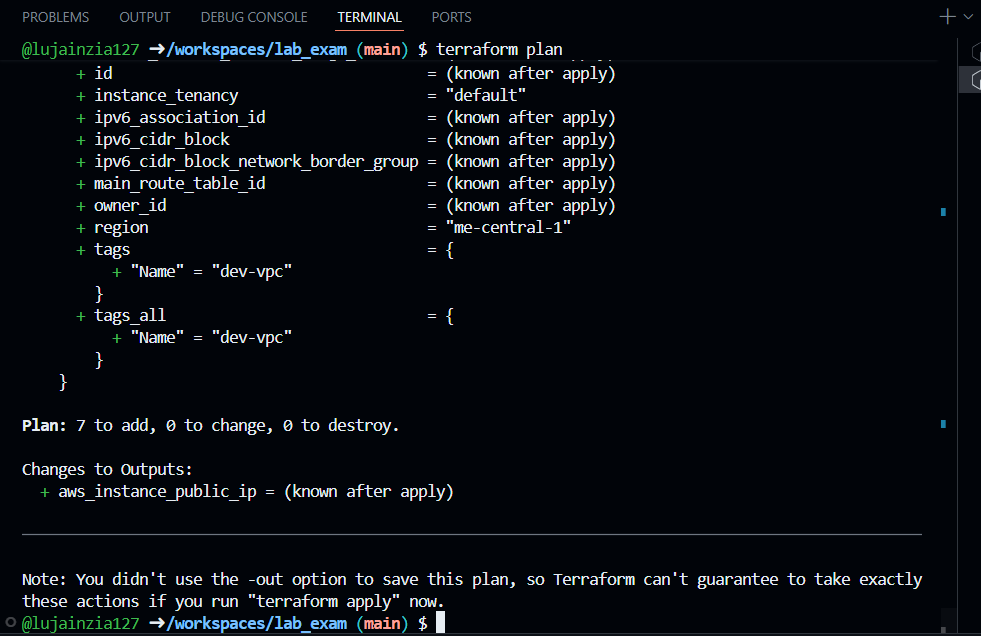 PROBLEMS OUTPUT DEBUG CONSOLE TERMINAL PORTS
@lujainzia127 ➜/workspaces/lab_exam (main) $ terraform plan
+ id = (known after apply)
+ instance_tenancy = "default"
+ ipv6_association_id = (known after apply)
+ ipv6_cidr_block = (known after apply)
+ ipv6_cidr_block_network_border_group = (known after apply)
+ main_route_table_id = (known after apply)
+ owner_id = (known after apply)
+ region = "me-central-1"
+ tags = {
+ "Name" = "dev-vpc"
}
+ tags_all = {
+ "Name" = "dev-vpc"
}
}
Plan: 7 to add, 0 to change, 0 to destroy.
Changes to Outputs:
+ aws_instance_public_ip = (known after apply)
Note: You didn't use the -out option to save this plan, so Terraform can't guarantee to take exactly
these actions if you run "terraform apply" now.
@lujainzia127 ➜/workspaces/lab_exam (main) $